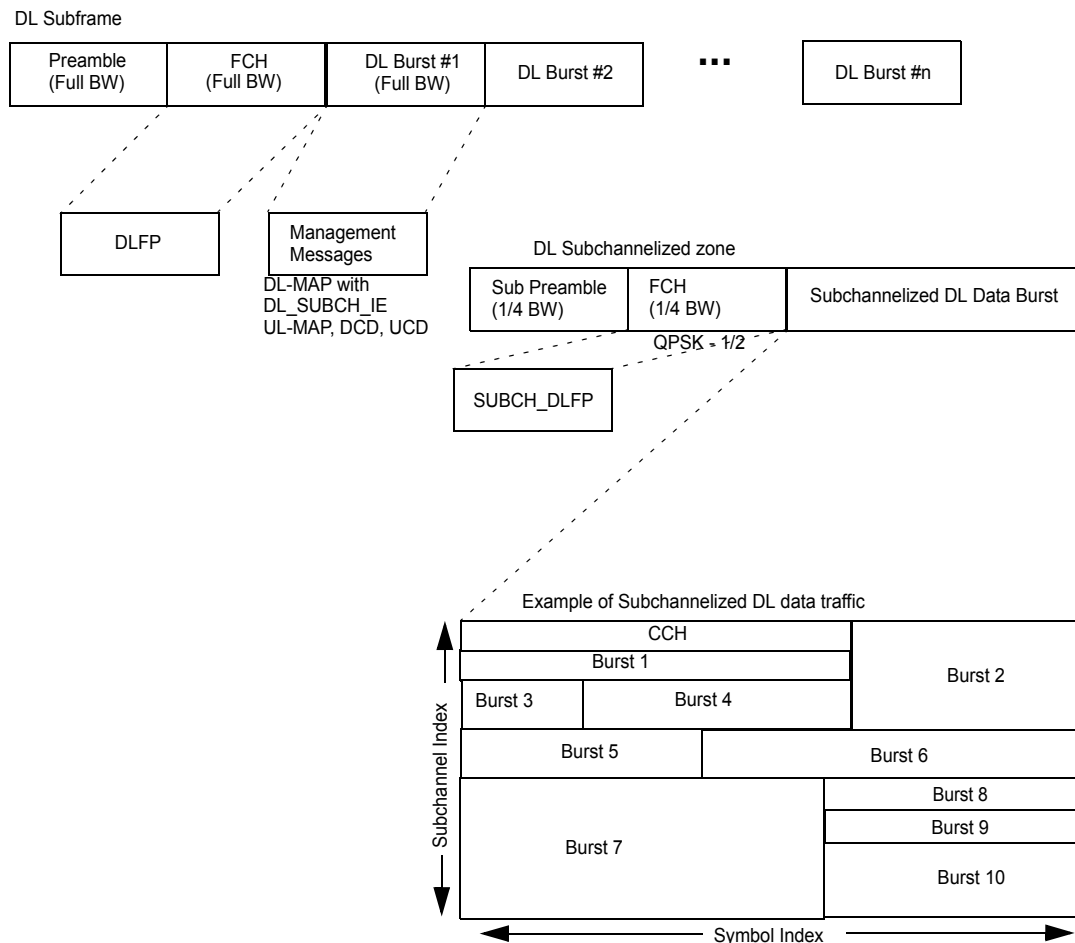 DL Subframe
Preamble
(Full BW)
FCH
(Full BW)
DL Burst #1
(Full BW)
DL Burst #2
...
DL Burst #n
DLFP
Management
Messages
DL-MAP with
DL_SUBCH_IE
UL-MAP, DCD, UCD
DL Subchannelized zone
Sub Preamble
(1/4 BW)
FCH
(1/4 BW)
Subchannelized DL Data Burst
QPSK - 1/2
SUBCH_DLFP
Example of Subchannelized DL data traffic
CCH
Burst 1
Burst 2
Burst 3
Burst 4
Burst 5
Burst 6
Burst 7
Burst 8
Burst 9
Burst 10
Subchannel Index
Symbol Index